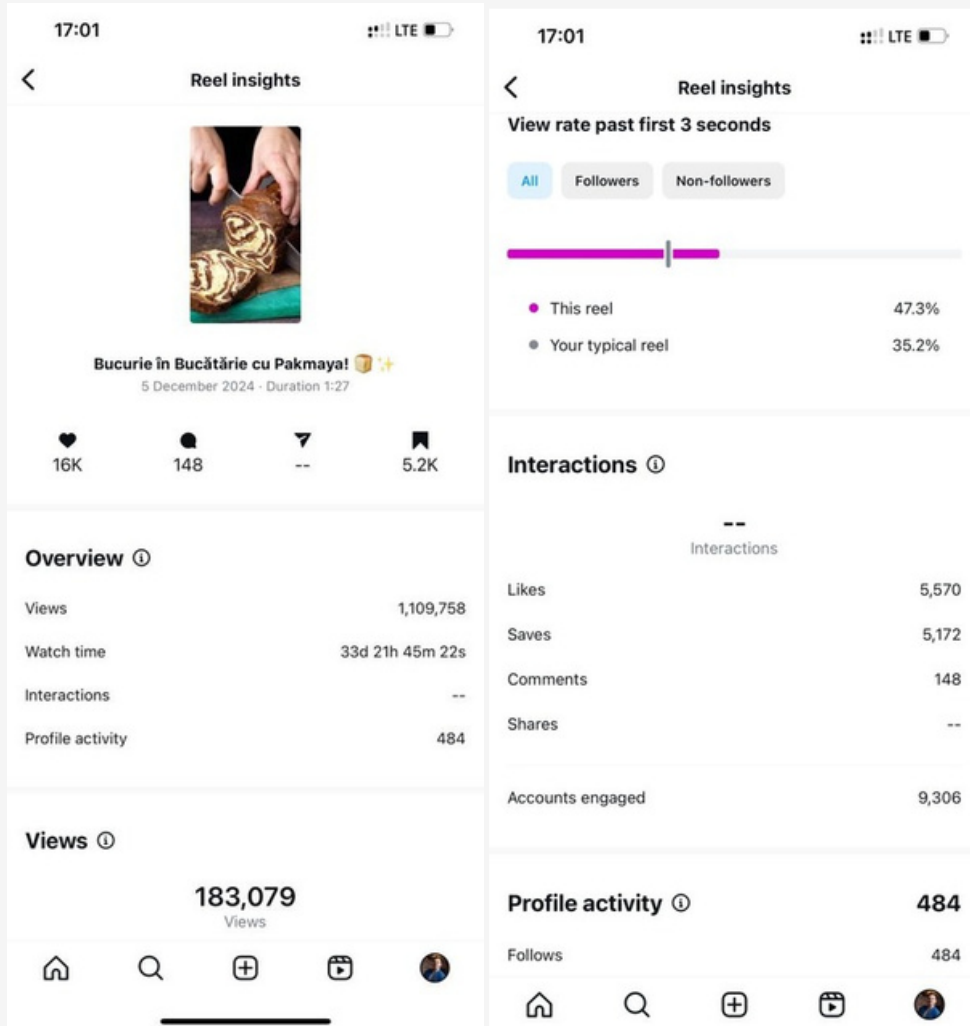 17:01
LTE
Reel insights
Bucurie în Bucătărie cu Pakmaya! 🍞✨
5 December 2024 · Duration 1:27
16K 148 -- 5.2K
Overview
Views 1,109,758
Watch time 33d 21h 45m 22s
Interactions --
Profile activity 484
Views
183,079
Views
17:01
LTE
Reel insights
View rate past first 3 seconds
All Followers Non-followers
This reel 47.3%
Your typical reel 35.2%
Interactions
--
Interactions
Likes 5,570
Saves 5,172
Comments 148
Shares --
Accounts engaged 9,306
Profile activity 484
Follows 484